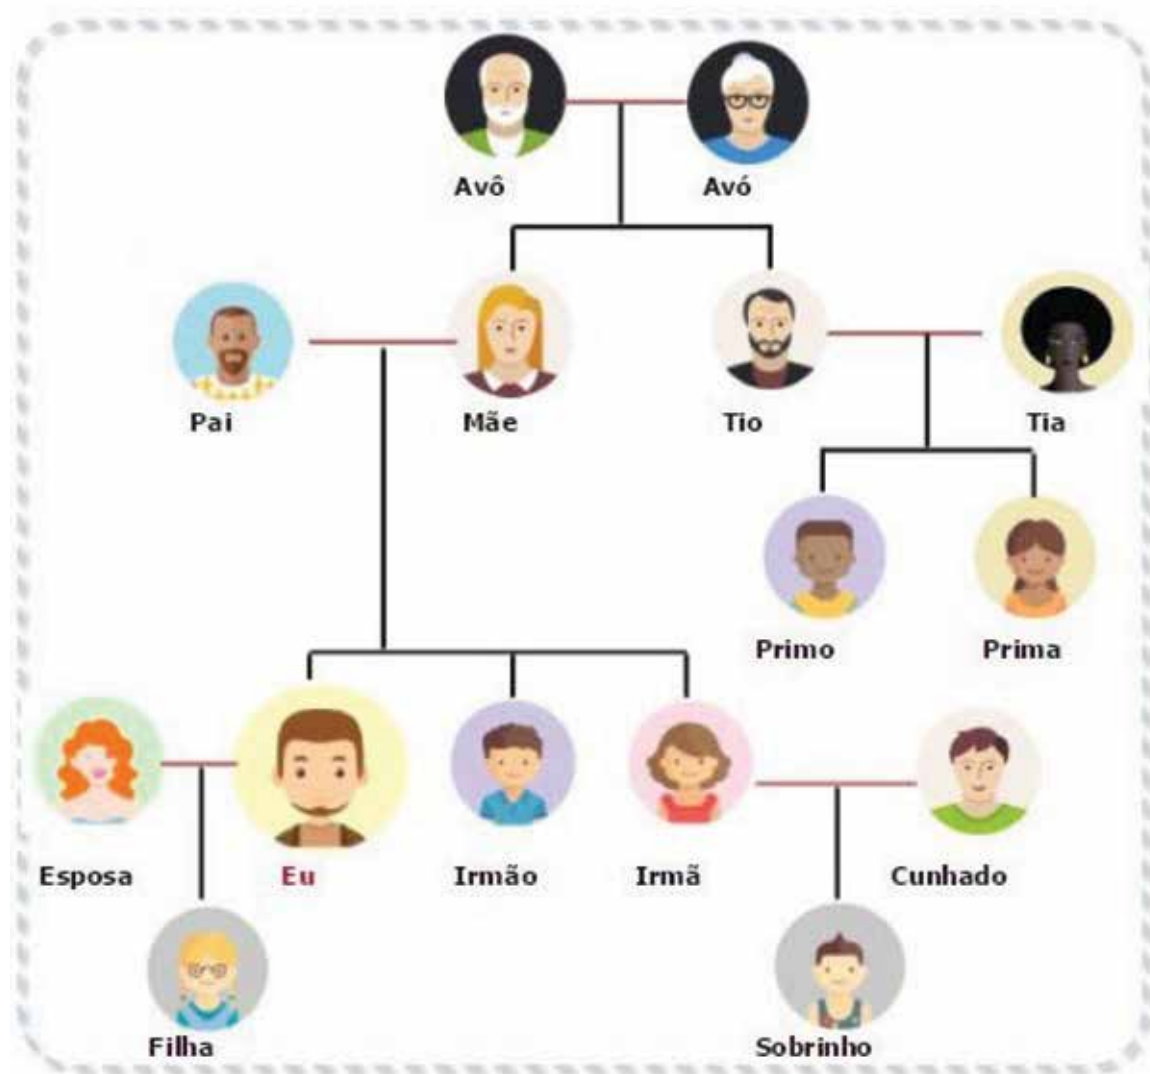 Avô Avó
Pai Mãe Tio Tia
Primo Prima
Esposa Eu Irmão Irmã Cunhado
Filha Sobrinho